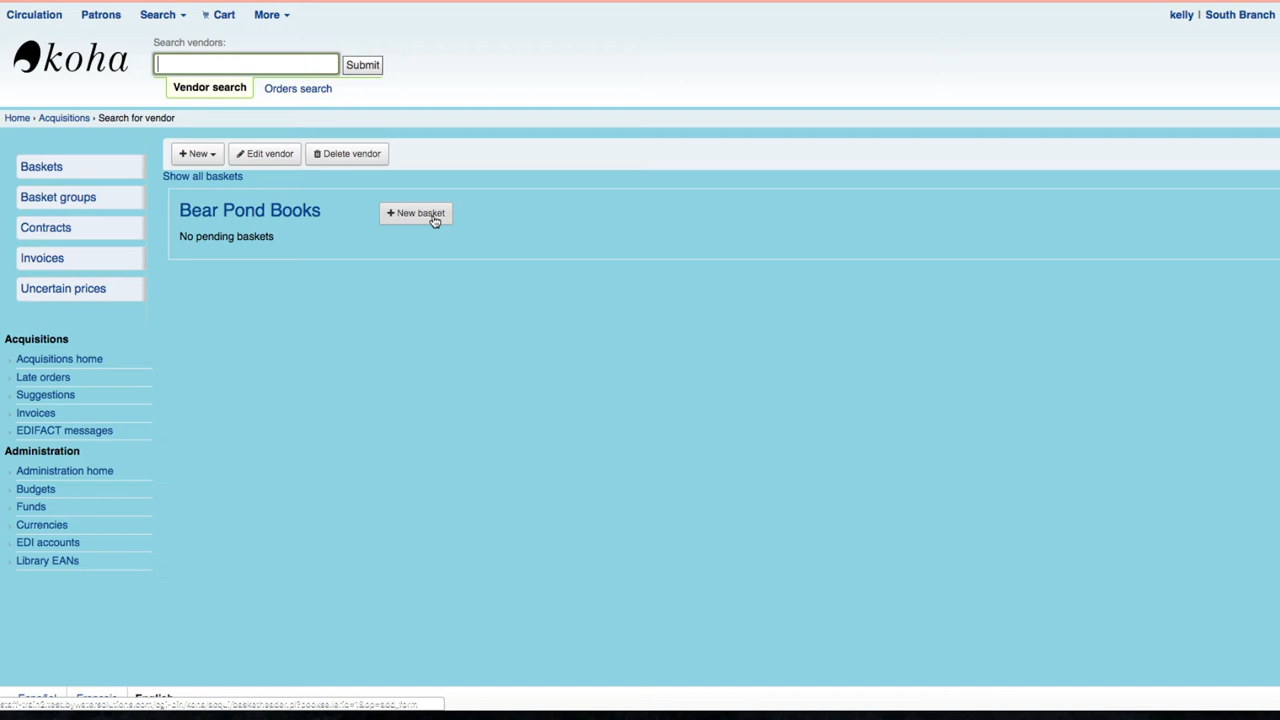 Circulation Patrons Search Cart More kelly | South Branch
koha
Search vendors:
Submit
Vendor search Orders search
Home › Acquisitions › Search for vendor
Baskets
Basket groups
Contracts
Invoices
Uncertain prices
+ New Edit vendor Delete vendor
Show all baskets
Bear Pond Books + New basket
No pending baskets
Acquisitions
Acquisitions home
Late orders
Suggestions
Invoices
EDIFACT messages
Administration
Administration home
Budgets
Funds
Currencies
EDI accounts
Library EANs
Español Français English